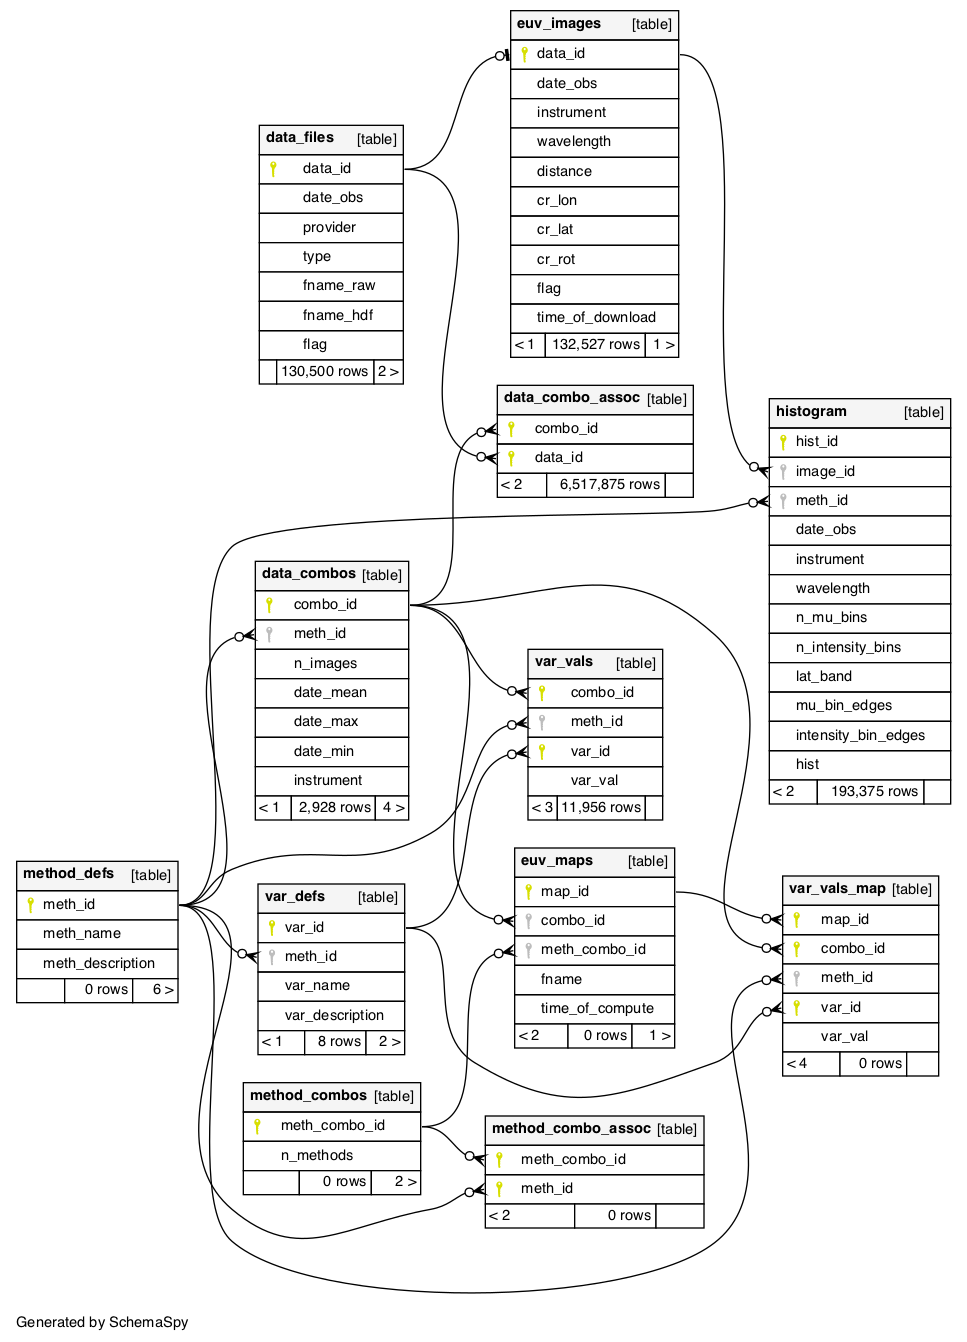 euv_images [table]
data_id
date_obs
instrument
wavelength
distance
cr_lon
cr_lat
cr_rot
flag
time_of_download
< 1 132,527 rows 1 >
data_files [table]
data_id
date_obs
provider
type
fname_raw
fname_hdf
flag
130,500 rows 2 >
data_combo_assoc [table]
combo_id
data_id
< 2 6,517,875 rows
histogram [table]
hist_id
image_id
meth_id
date_obs
instrument
wavelength
n_mu_bins
n_intensity_bins
lat_band
mu_bin_edges
intensity_bin_edges
hist
< 2 193,375 rows
data_combos [table]
combo_id
meth_id
n_images
date_mean
date_max
date_min
instrument
< 1 2,928 rows 4 >
var_vals [table]
combo_id
meth_id
var_id
var_val
< 3 11,956 rows
method_defs [table]
meth_id
meth_name
meth_description
0 rows 6 >
var_defs [table]
var_id
meth_id
var_name
var_description
< 1 8 rows 2 >
euv_maps [table]
map_id
combo_id
meth_combo_id
fname
time_of_compute
< 2 0 rows 1 >
var_vals_map [table]
map_id
combo_id
meth_id
var_id
var_val
< 4 0 rows
method_combos [table]
meth_combo_id
n_methods
0 rows 2 >
method_combo_assoc [table]
meth_combo_id
meth_id
< 2 0 rows
Generated by SchemaSpy